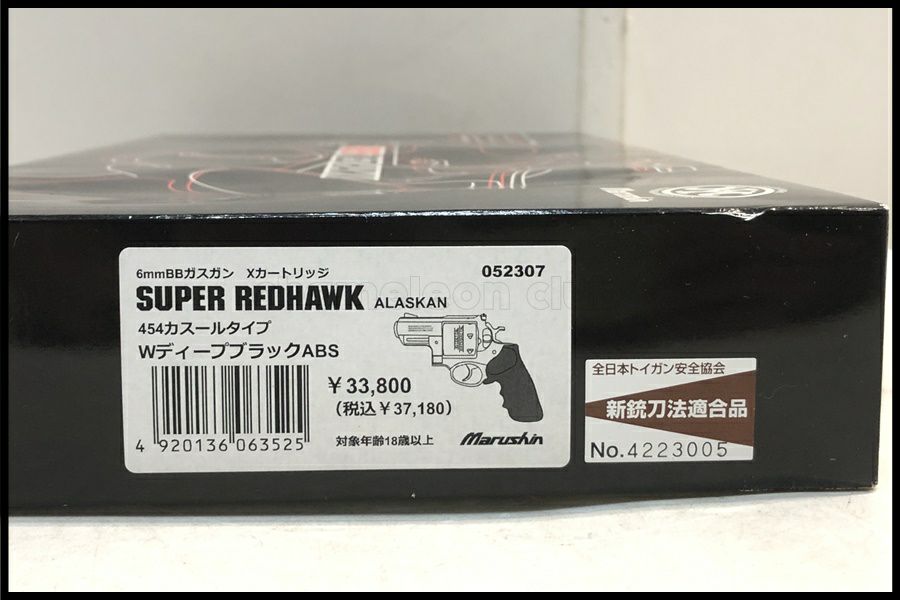 6mmBBガスガン Xカートリッジ
052307
SUPER REDHAWK ALASKAN
454カスールタイプ
WディープブラックABS
¥33,800
(税込¥37,180)
4 920136 063525
対象年齢18歳以上
Marushin
全日本トイガン安全協会
新銃刀法適合品
No.4223005